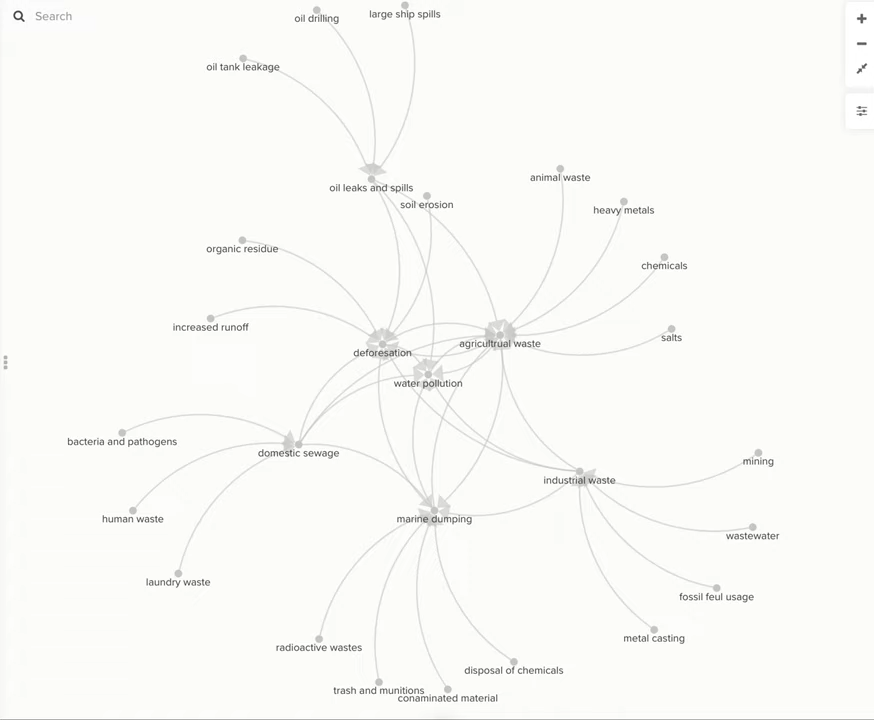 Search
oil drilling
large ship spills
oil tank leakage
oil leaks and spills
animal waste
soil erosion
heavy metals
organic residue
chemicals
increased runoff
salts
agricultrual waste
deforesation
water pollution
bacteria and pathogens
domestic sewage
mining
industrial waste
human waste
marine dumping
wastewater
laundry waste
fossil feul usage
metal casting
radioactive wastes
disposal of chemicals
trash and munitions
conaminated material